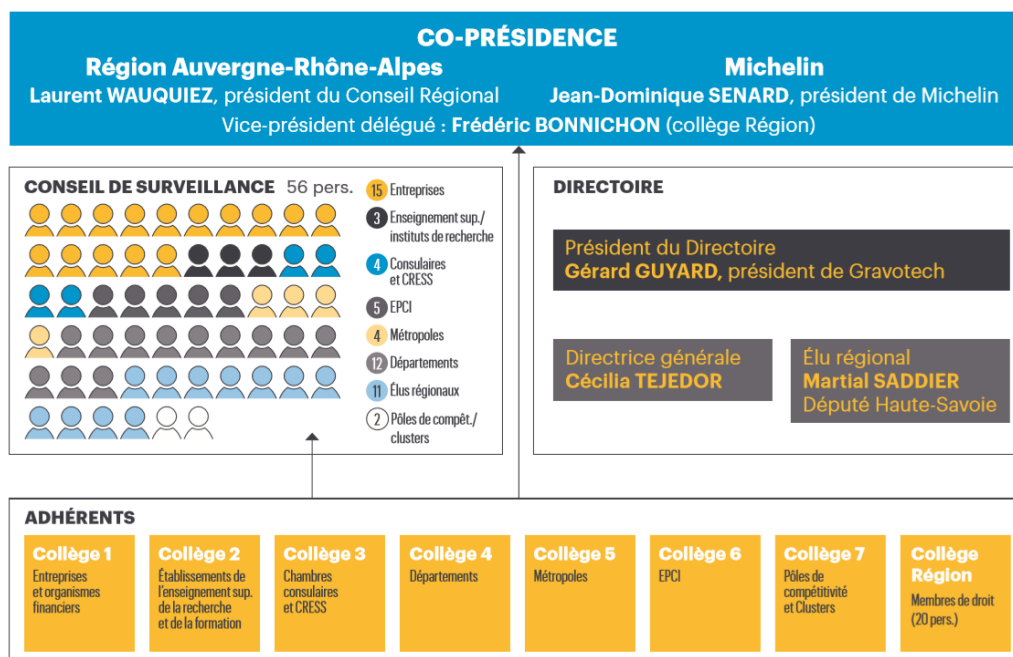 CO-PRÉSIDENCE
Région Auvergne-Rhône-Alpes
Laurent WAUQUIEZ, président du Conseil Régional
Michelin
Jean-Dominique SENARD, président de Michelin
Vice-président délégué : Frédéric BONNICHON (collège Région)
CONSEIL DE SURVEILLANCE 56 pers.
15 Entreprises
3 Enseignement sup./
instituts de recherche
4 Consulaires
et CRESS
5 EPCI
4 Métropoles
12 Départements
11 Élus régionaux
2 Pôles de compét./
clusters
DIRECTOIRE
Président du Directoire
Gérard GUYARD, président de Gravotech
Directrice générale
Cécilia TEJEDOR
Élu régional
Martial SADDIER
Député Haute-Savoie
ADHÉRENTS
Collège 1
Entreprises
et organismes
financiers
Collège 2
Établissements de
l'enseignement sup.
de la recherche
et de la formation
Collège 3
Chambres
consulaires
et CRESS
Collège 4
Départements
Collège 5
Métropoles
Collège 6
EPCI
Collège 7
Pôles de
compétitivité
et Clusters
Collège
Région
Membres de droit
(20 pers.)